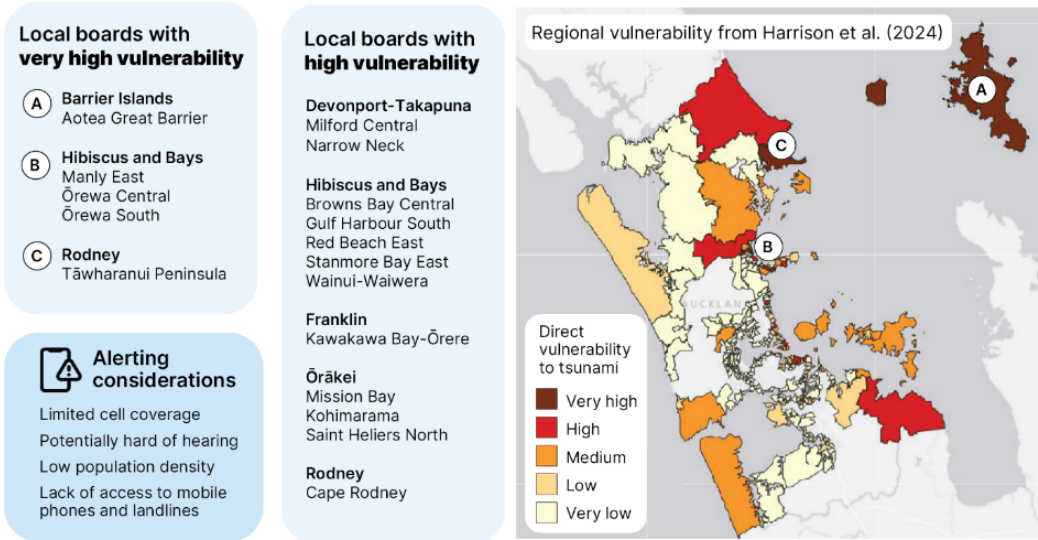 Local boards with
very high vulnerability
A
Barrier Islands
Aotea Great Barrier
B
Hibiscus and Bays
Manly East
Ōrewa Central
Ōrewa South
C
Rodney
Tāwharanui Peninsula
Alerting
considerations
Limited cell coverage
Potentially hard of hearing
Low population density
Lack of access to mobile
phones and landlines
Local boards with
high vulnerability
Devonport-Takapuna
Milford Central
Narrow Neck
Hibiscus and Bays
Browns Bay Central
Gulf Harbour South
Red Beach East
Stanmore Bay East
Wainui-Waiwera
Franklin
Kawakawa Bay-Ōrere
Ōrākei
Mission Bay
Kohimarama
Saint Heliers North
Rodney
Cape Rodney
Regional vulnerability from Harrison et al. (2024)
A
C
B
AUCKLAND
Direct
vulnerability
to tsunami
Very high
High
Medium
Low
Very low